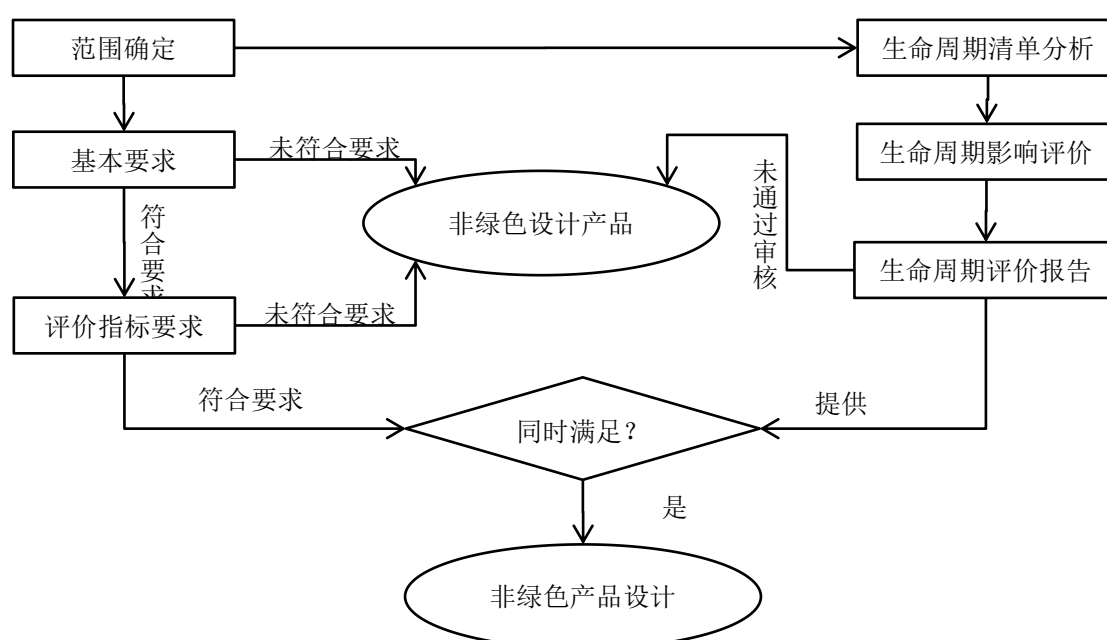 范围确定
生命周期清单分析
基本要求
未符合要求
生命周期影响评价
未通过审核
符合要求
非绿色设计产品
生命周期评价报告
评价指标要求
未符合要求
符合要求
提供
同时满足？
是
非绿色产品设计